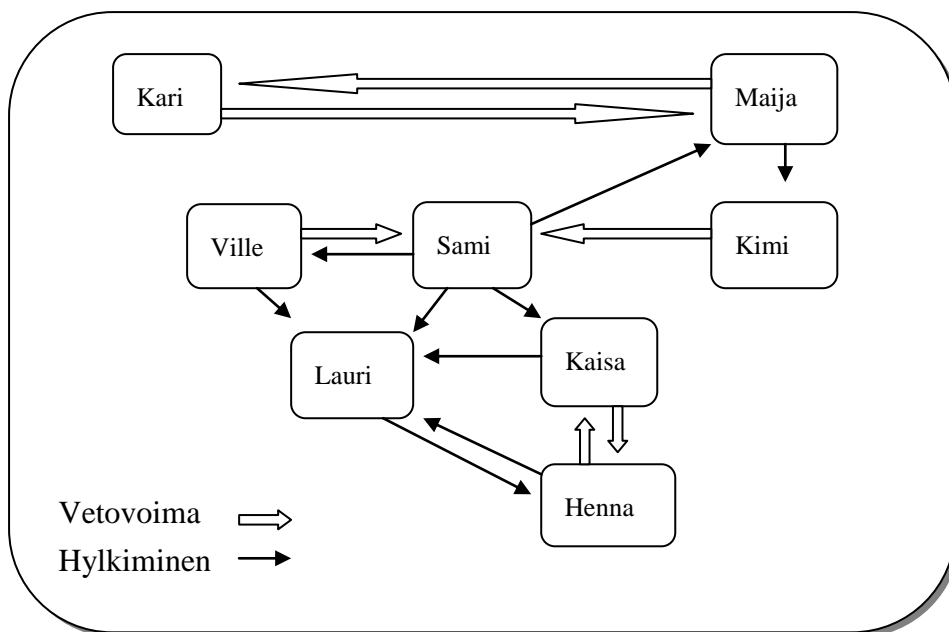 Kari
Maija
Ville
Sami
Kimi
Lauri
Kaisa
Henna
Vetovoima
Hylkiminen